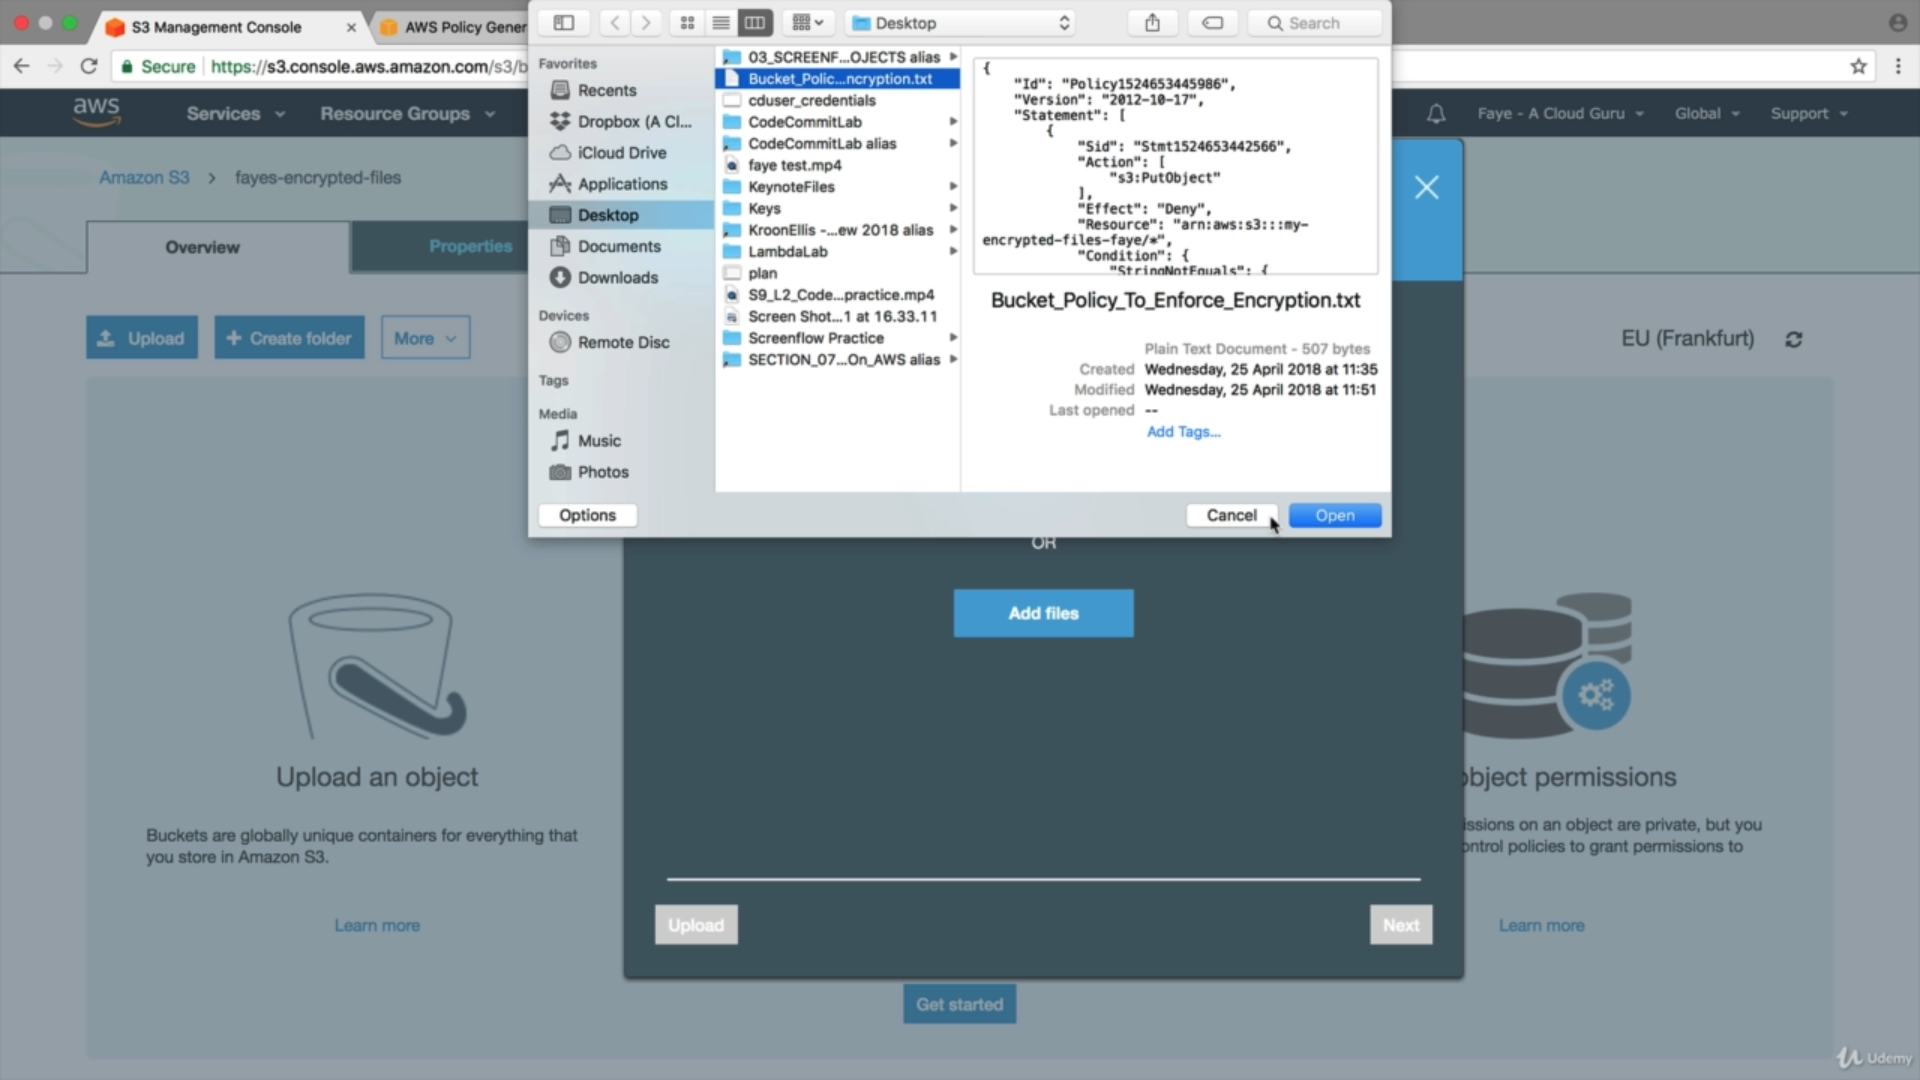 S3 Management Console
AWS Policy Gener
Secure
https://s3.console.aws.amazon.com/s3/b
aws
Services
Resource Groups
Faye - A Cloud Guru
Global
Support
Amazon S3 > fayes-encrypted-files
Overview
Properties
Upload
+ Create folder
More
EU (Frankfurt)
Desktop
Search
Favorites
Recents
Dropbox (A Cl...
iCloud Drive
Applications
Desktop
Documents
Downloads
Devices
Remote Disc
Tags
Media
Music
Photos
03_SCREENF...OJECTS alias
Bucket_Polic...ncryption.txt
cduser_credentials
CodeCommitLab
CodeCommitLab alias
faye test.mp4
KeynoteFiles
Keys
KroonEllis -...ew 2018 alias
LambdaLab
plan
S9_L2_Code...practice.mp4
Screen Shot...1 at 16.33.11
Screenflow Practice
SECTION_07...On_AWS alias
{
"Id": "Policy1524653445986",
"Version": "2012-10-17",
"Statement": [
{
"Sid": "Stmt1524653442566",
"Action": [
"s3:PutObject"
],
"Effect": "Deny",
"Resource": "arn:aws:s3:::my-
encrypted-files-faye/*",
"Condition": {
"StringNotEquals": {
Bucket_Policy_To_Enforce_Encryption.txt
Plain Text Document - 507 bytes
Created Wednesday, 25 April 2018 at 11:35
Modified Wednesday, 25 April 2018 at 11:51
Last opened --
Add Tags...
Options
Cancel
Open
OR
Add files
Upload
Next
Upload an object
Buckets are globally unique containers for everything that
you store in Amazon S3.
Learn more
object permissions
issions on an object are private, but you
ontrol policies to grant permissions to
Learn more
Get started
Udemy